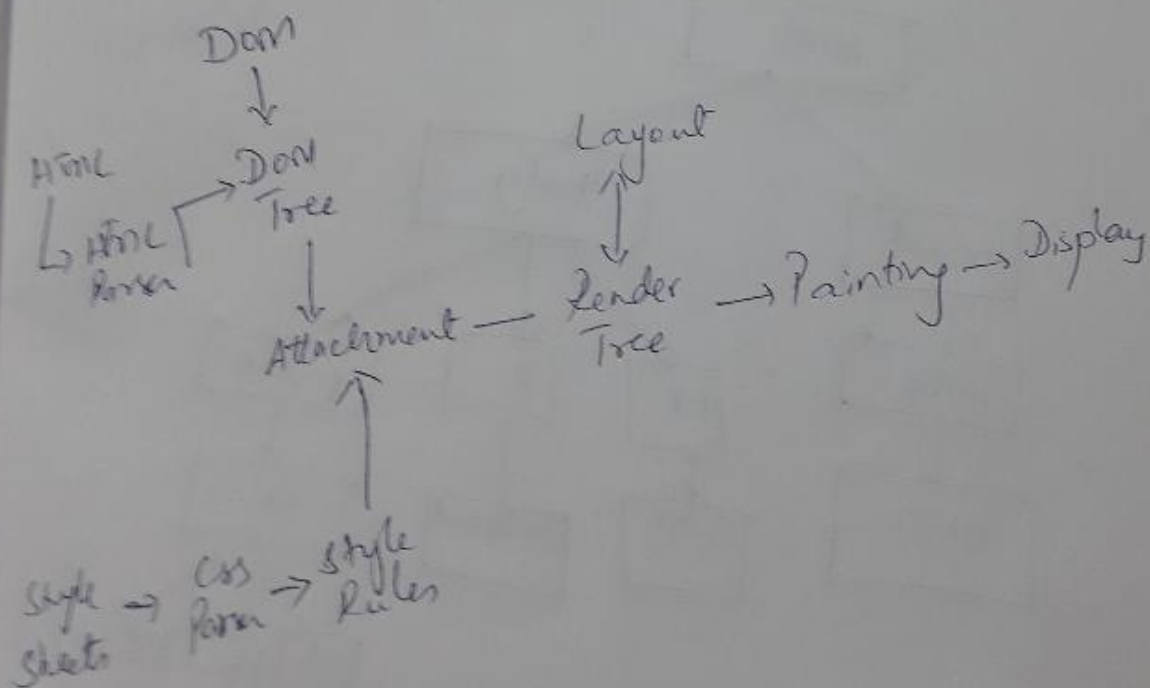 DOM
DOM
Tree
HTML
HTML
Parser
Layout
Attachment
Render
Tree
Painting
Display
Style
Sheets
CSS
Parser
Style
Rules